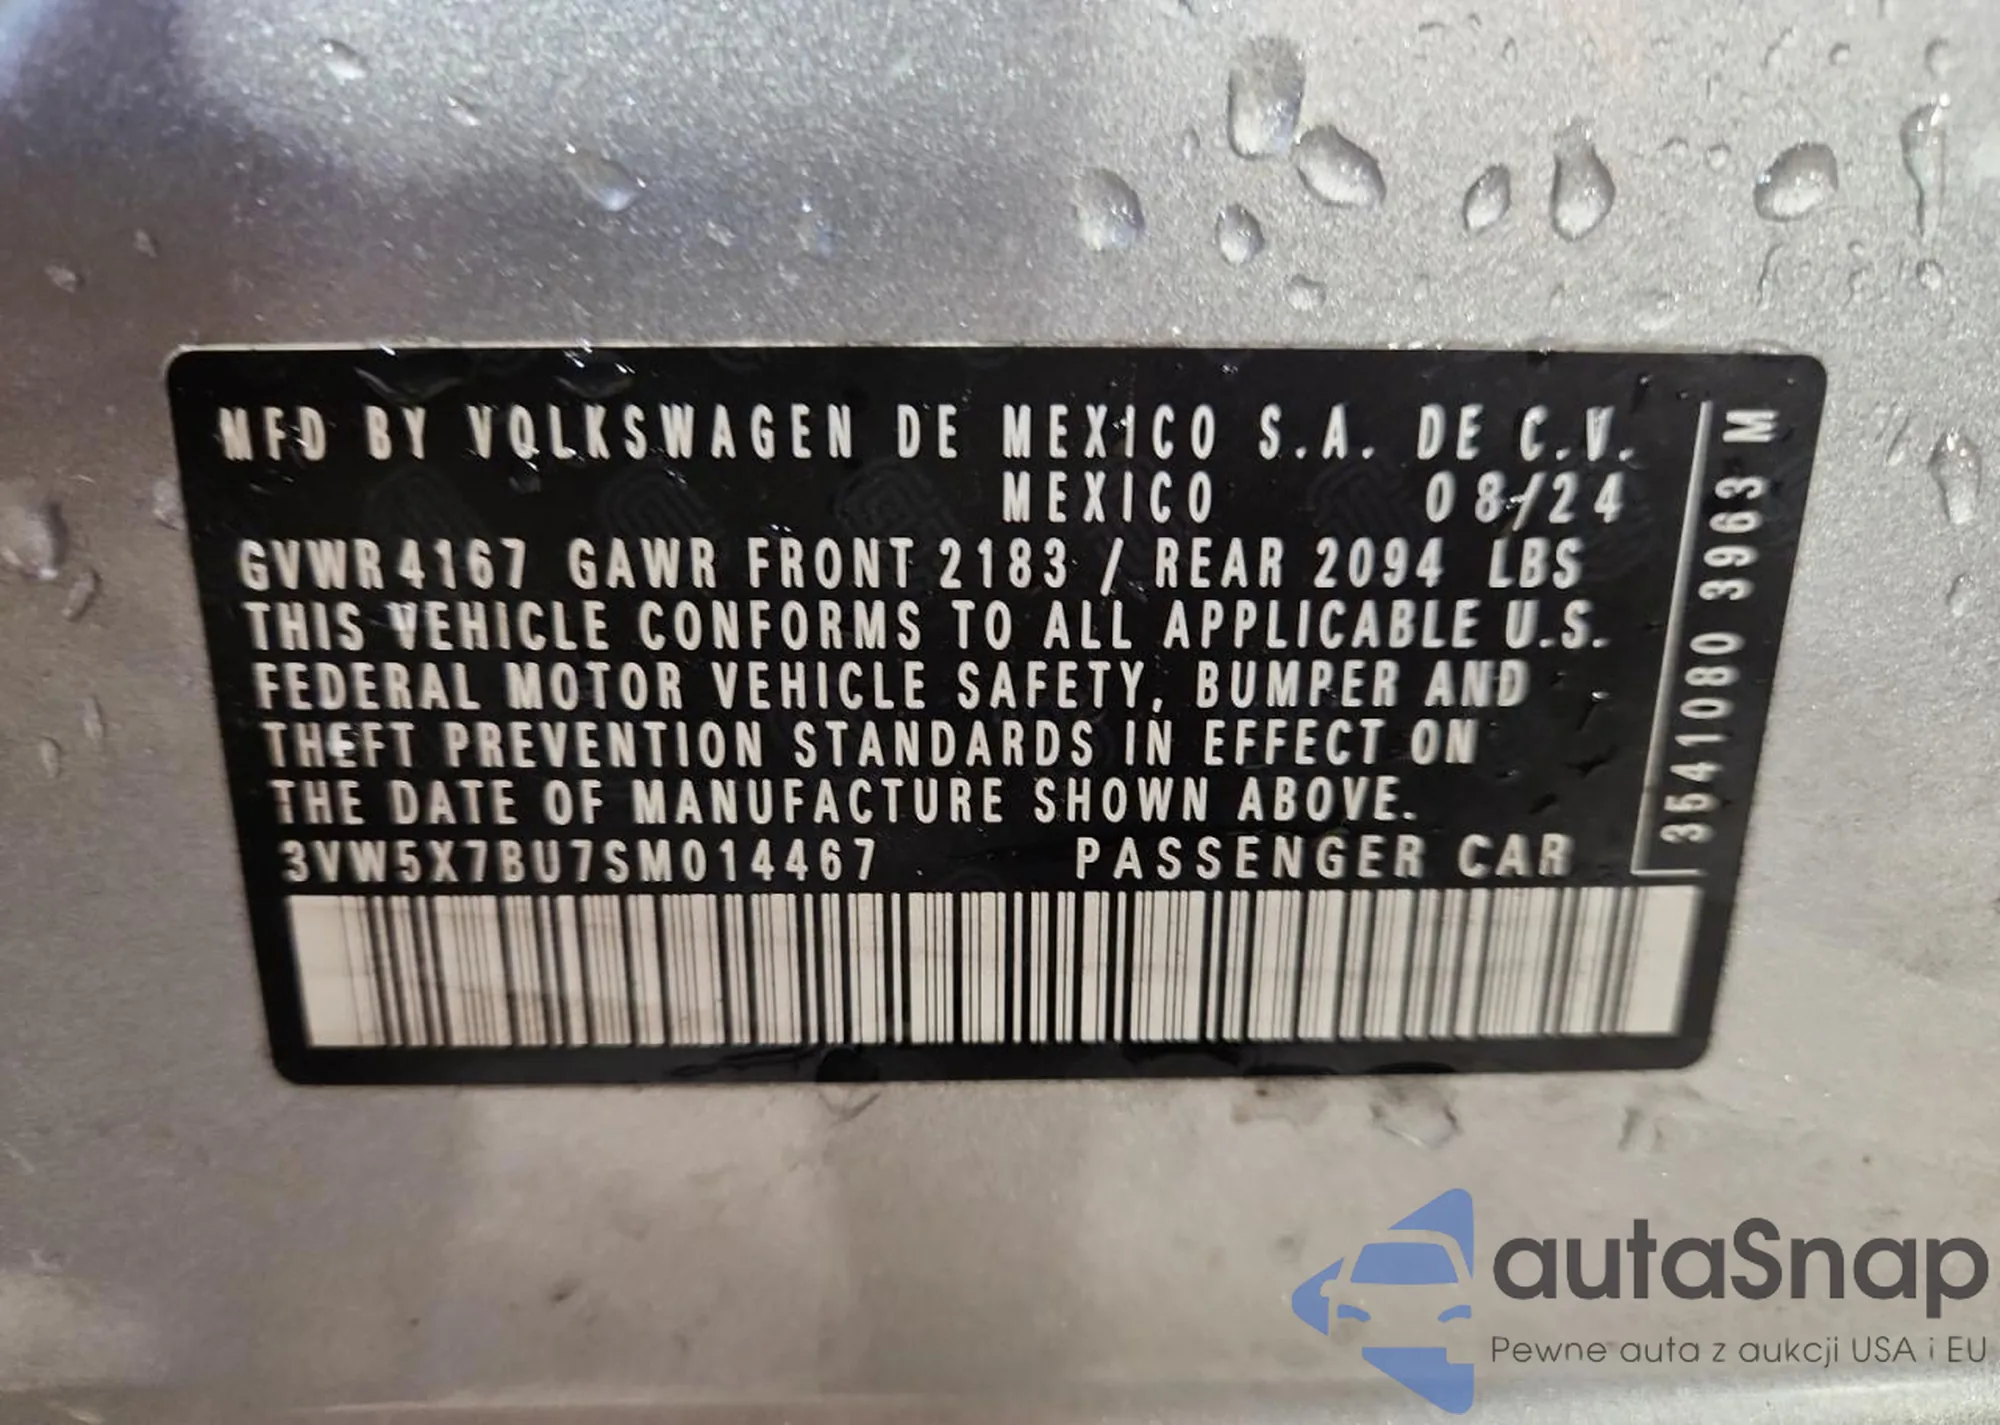 MFD BY VOLKSWAGEN DE MEXICO S.A. DE C.V.
MEXICO 08/24
GVWR 4167 GAWR FRONT 2183 / REAR 2094 LBS
THIS VEHICLE CONFORMS TO ALL APPLICABLE U.S.
FEDERAL MOTOR VEHICLE SAFETY, BUMPER AND
THEFT PREVENTION STANDARDS IN EFFECT ON
THE DATE OF MANUFACTURE SHOWN ABOVE.
3VW5X7BU7SM014467 PASSENGER CAR
3541080 3963 M
autaSnap
Pewne auta z aukcji USA i EU